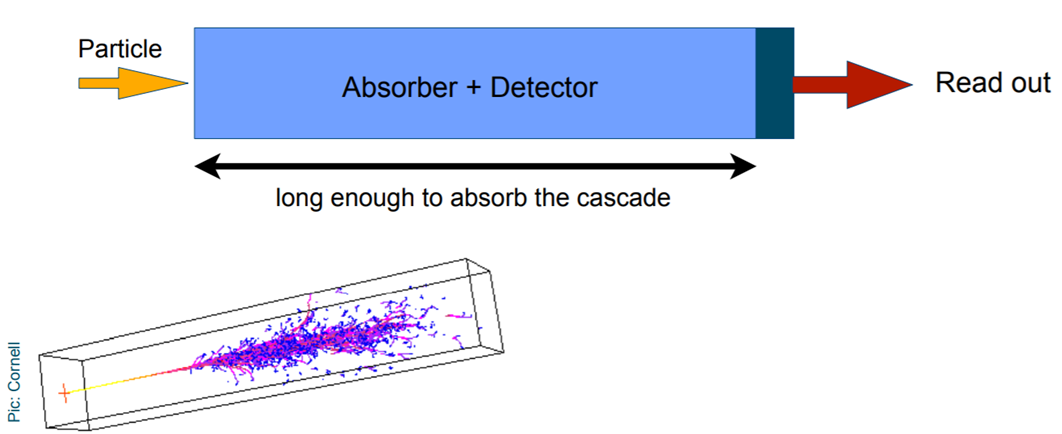 Particle
Absorber + Detector
Read out
long enough to absorb the cascade
Pic: Cornell